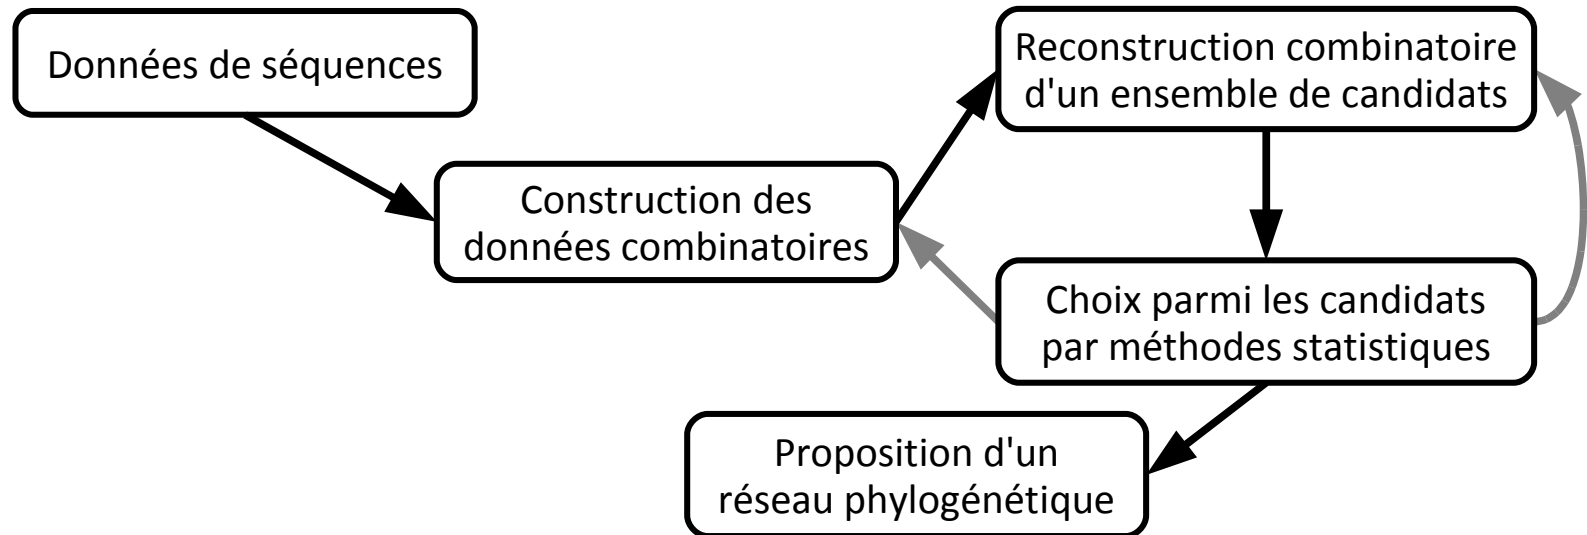 Données de séquences
Reconstruction combinatoire
d'un ensemble de candidats
Construction des
données combinatoires
Choix parmi les candidats
par méthodes statistiques
Proposition d'un
réseau phylogénétique